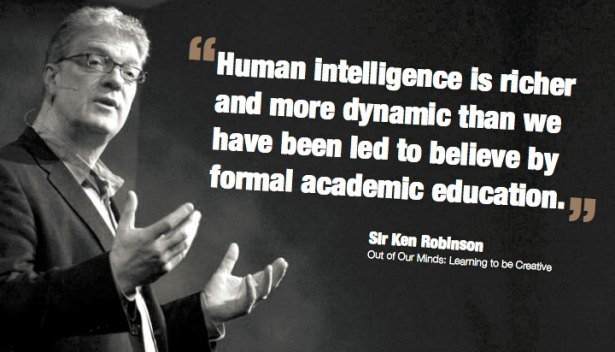 “Human intelligence is richer
and more dynamic than we
have been led to believe by
formal academic education.”
Sir Ken Robinson
Out of Our Minds: Learning to be Creative